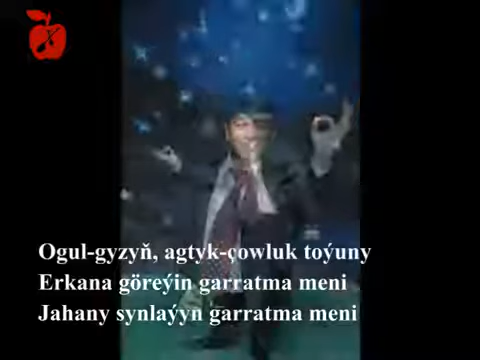 Ogul-gyzyň, agtyk-çowluk toýuny
Erkana göreýin garratma meni
Jahany synlaýyn garratma meni